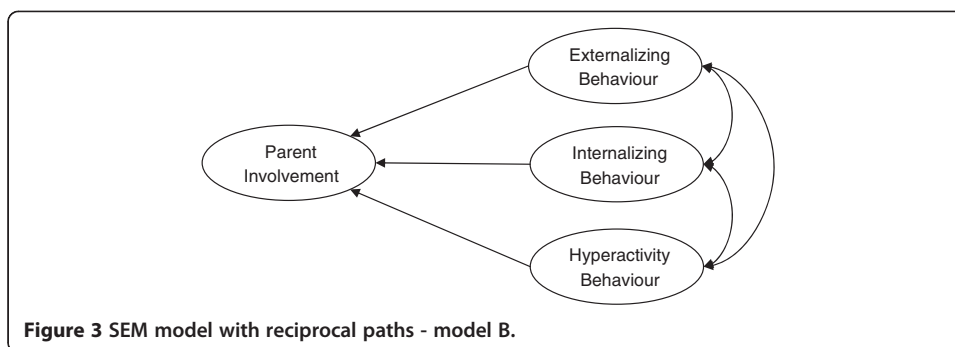 Externalizing
Behaviour
Parent
Involvement
Internalizing
Behaviour
Hyperactivity
Behaviour
Figure 3 SEM model with reciprocal paths - model B.